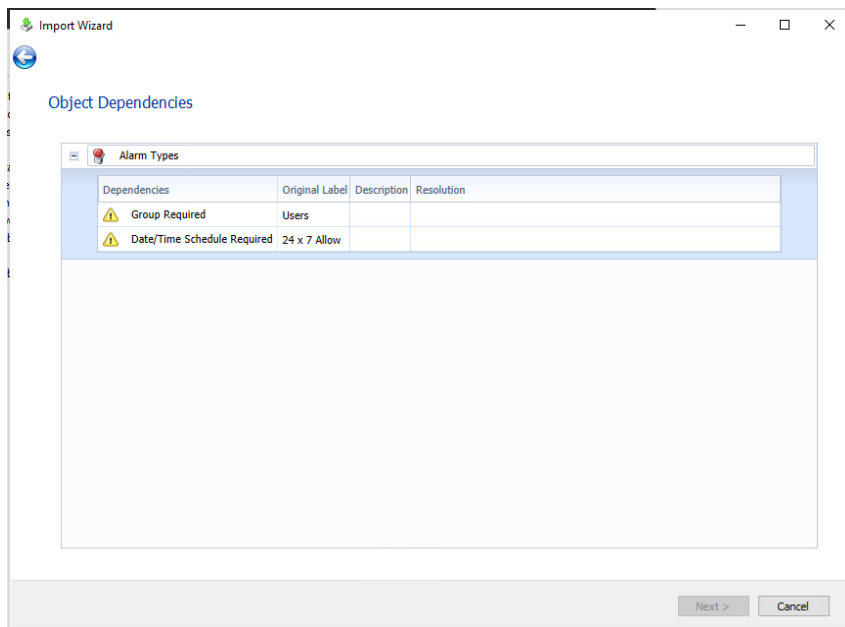 Import Wizard
Object Dependencies
Alarm Types
Dependencies Original Label Description Resolution
Group Required Users
Date/Time Schedule Required 24 x 7 Allow
Next > Cancel